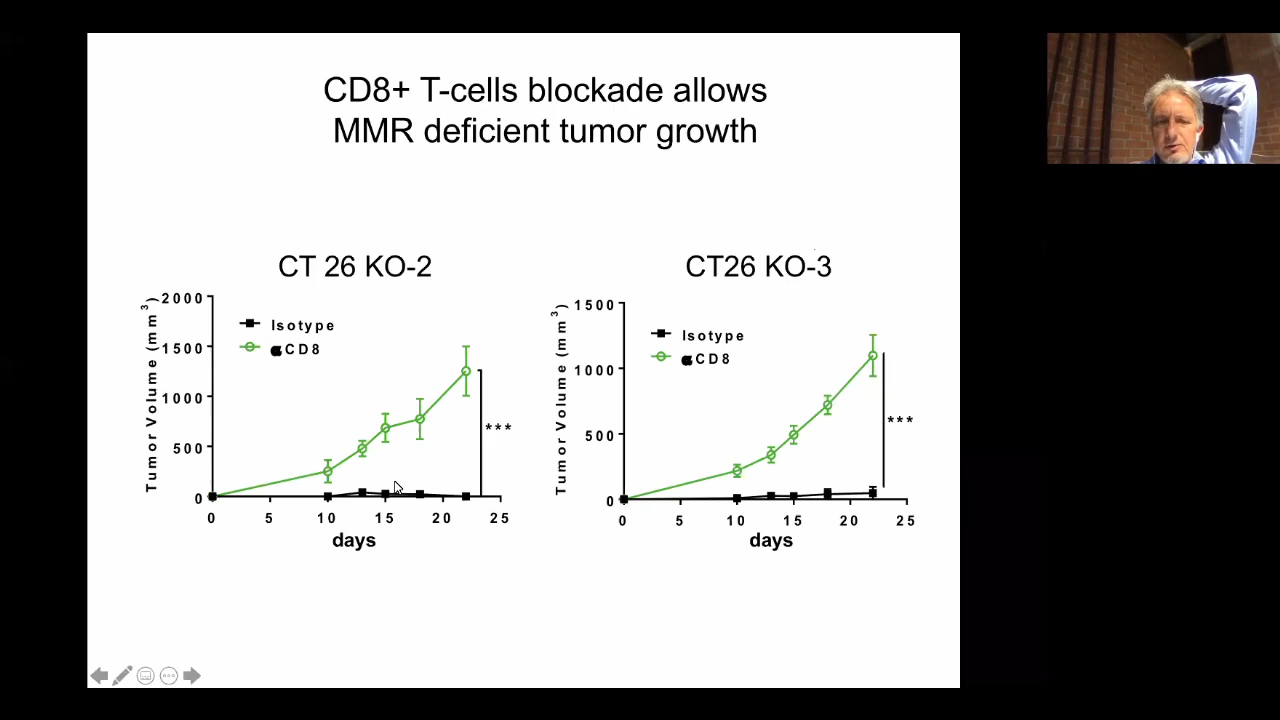 CD8+ T-cells blockade allows
MMR deficient tumor growth
CT 26 KO-2
Tumor Volume (mm3)
2000
1500
1000
500
0
Isotype
αCD8
***
0 5 10 15 20 25
days
CT26 KO-3
Tumor Volume (mm3)
1500
1000
500
0
Isotype
αCD8
***
0 5 10 15 20 25
days